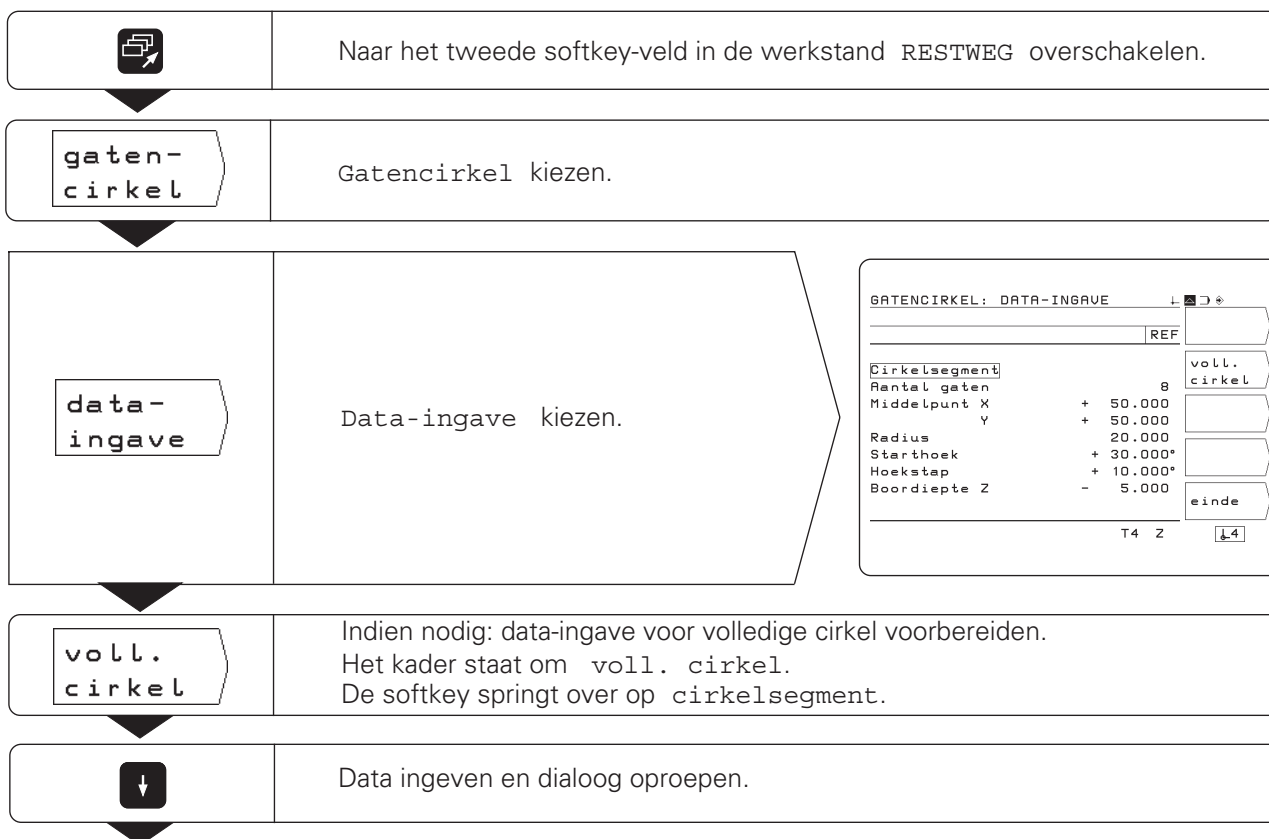 Naar het tweede softkey-veld in de werkstand RESTWEG overschakelen.
gaten-
cirkel
Gatencirkel kiezen.
data-
ingave
Data-ingave kiezen.
GATENCIRKEL: DATA-INGAVE
REF
Cirkelsegment
Aantal gaten 8
Middelpunt X + 50.000
Y + 50.000
Radius 20.000
Starthoek + 30.000°
Hoekstap + 10.000°
Boordiepte Z - 5.000
T4 Z
voll.
cirkel
einde
4
voll.
cirkel
Indien nodig: data-ingave voor volledige cirkel voorbereiden.
Het kader staat om voll. cirkel.
De softkey springt over op cirkelsegment.
Data ingeven en dialoog oproepen.